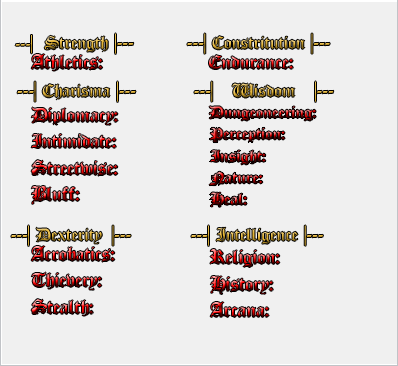 Strength
Athletics:
Charisma
Diplomacy:
Intimidate:
Streetwise:
Bluff:
Dexterity
Acrobatics:
Thievery:
Stealth:
Constritution
Endurance:
Wisdom
Dungeoneering:
Perception:
Insight:
Nature:
Heal:
Intelligence
Religion:
History:
Arcana: